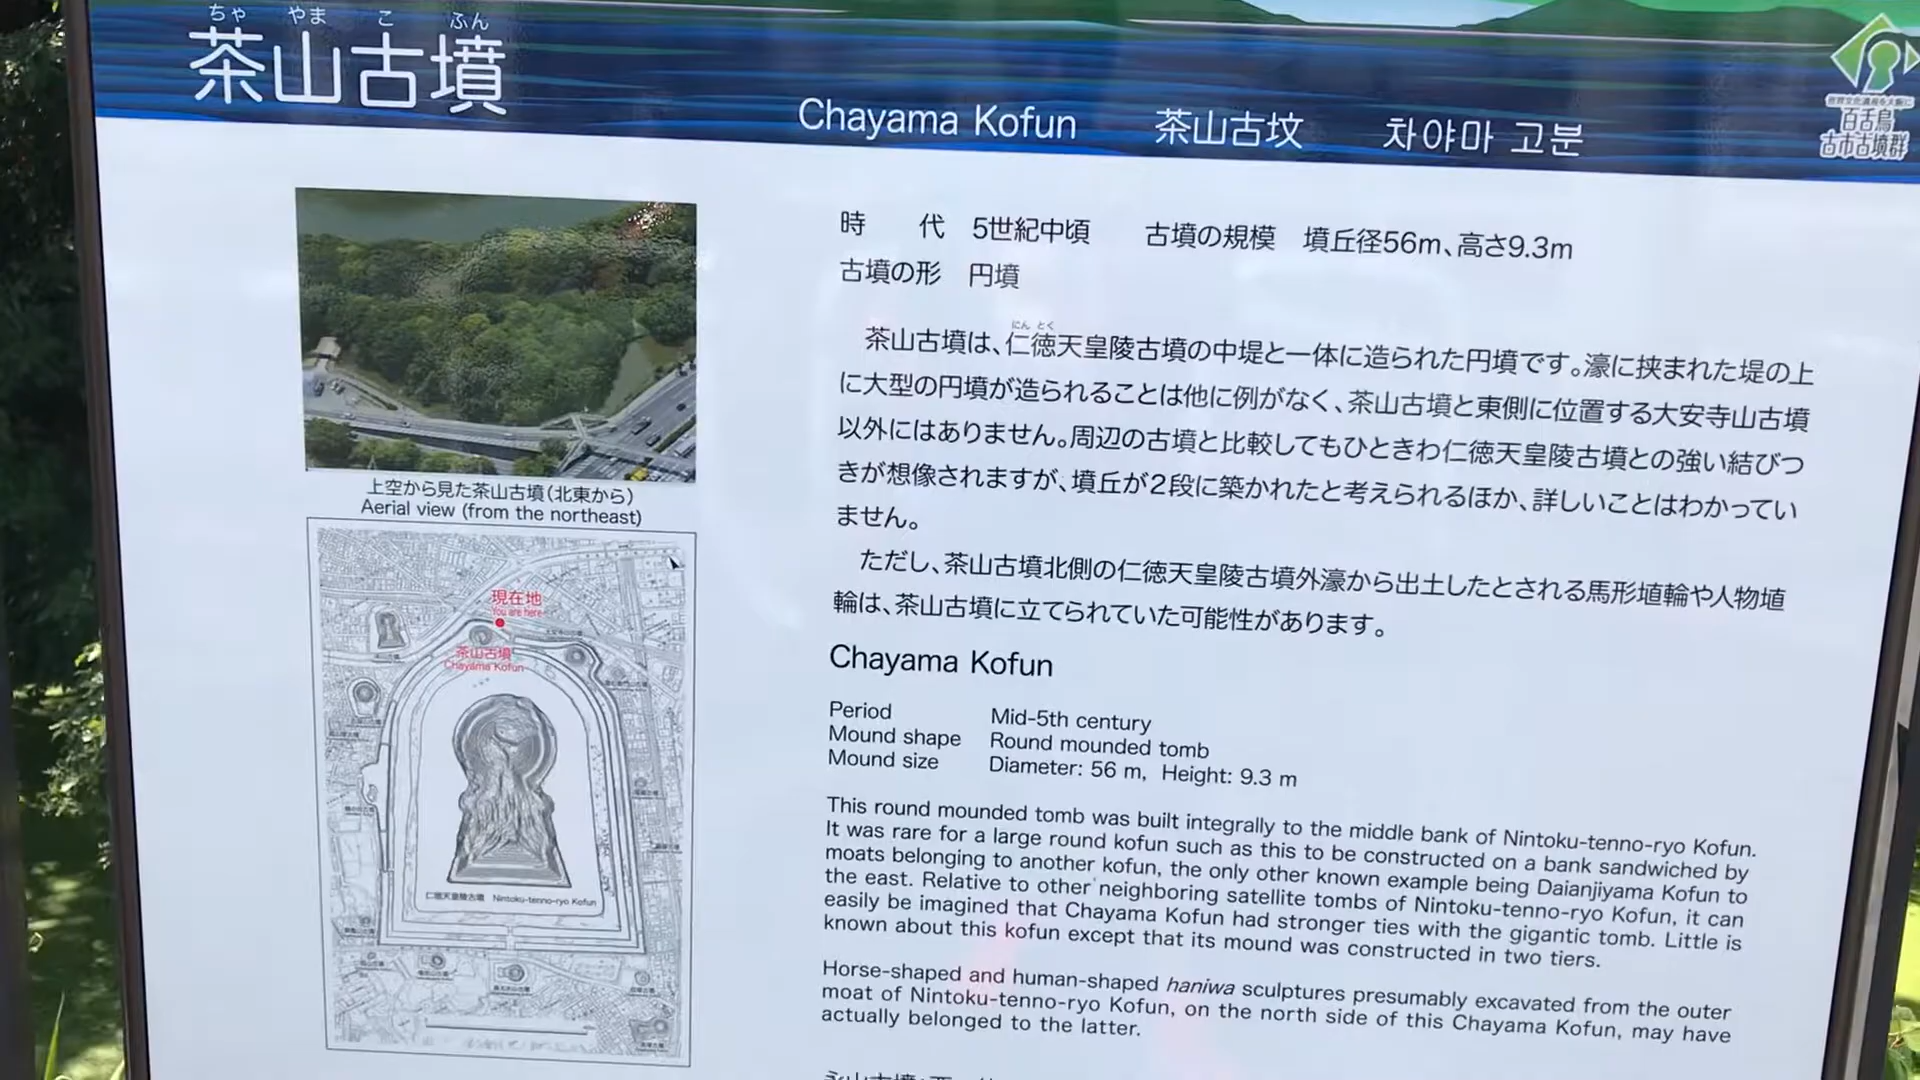 ちゃ やま こ ふん
茶山古墳
Chayama Kofun 茶山古坟 차야마 고분
百舌鳥
古市古墳群
時 代 5世紀中頃 古墳の規模 墳丘径56m、高さ9.3m
古墳の形 円墳
にん とく
茶山古墳は、仁徳天皇陵古墳の中堤と一体に造られた円墳です。濠に挟まれた堤の上
に大型の円墳が造られることは他に例がなく、茶山古墳と東側に位置する大安寺山古墳
以外にはありません。周辺の古墳と比較してもひときわ仁徳天皇陵古墳との強い結びつ
きが想像されますが、墳丘が2段に築かれたと考えられるほか、詳しいことはわかってい
ません。
ただし、茶山古墳北側の仁徳天皇陵古墳外濠から出土したとされる馬形埴輪や人物埴
輪は、茶山古墳に立てられていた可能性があります。
上空から見た茶山古墳(北東から)
Aerial view (from the northeast)
現在地
You are here
茶山古墳
Chayama Kofun
仁徳天皇陵古墳 Nintoku-tenno-ryo Kofun
Chayama Kofun
Period Mid-5th century
Mound shape Round mounded tomb
Mound size Diameter: 56 m, Height: 9.3 m
This round mounded tomb was built integrally to the middle bank of Nintoku-tenno-ryo Kofun.
It was rare for a large round kofun such as this to be constructed on a bank sandwiched by
moats belonging to another kofun, the only other known example being Daianjiyama Kofun to
the east. Relative to other neighboring satellite tombs of Nintoku-tenno-ryo Kofun, it can
easily be imagined that Chayama Kofun had stronger ties with the gigantic tomb. Little is
known about this kofun except that its mound was constructed in two tiers.
Horse-shaped and human-shaped haniwa sculptures presumably excavated from the outer
moat of Nintoku-tenno-ryo Kofun, on the north side of this Chayama Kofun, may have
actually belonged to the latter.